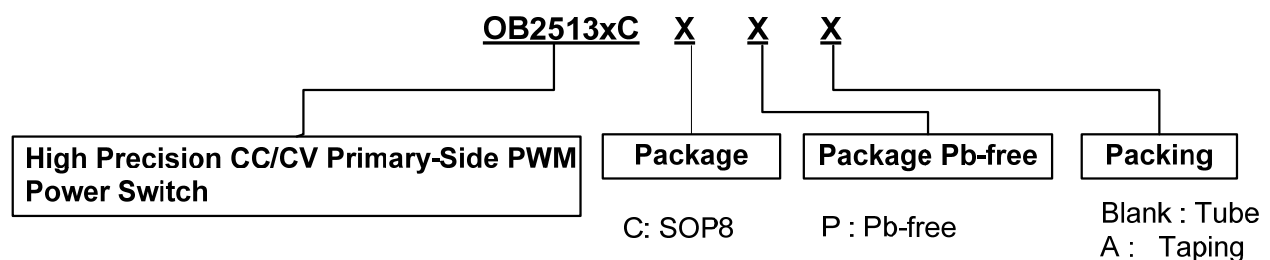 OB2513xC X X X
High Precision CC/CV Primary-Side PWM
Power Switch
Package
Package Pb-free
Packing
C: SOP8
P : Pb-free
Blank : Tube
A : Taping